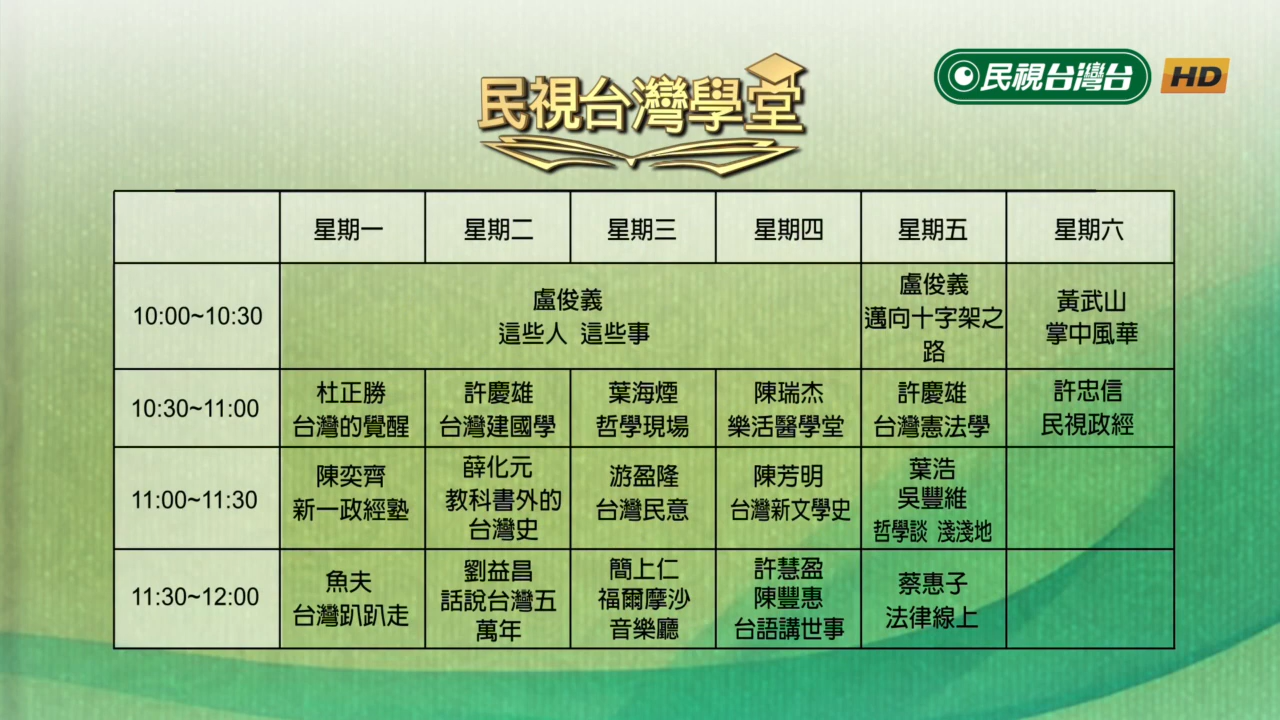 民視台灣學堂
民視台灣台 HD
星期一 星期二 星期三 星期四 星期五 星期六
10:00~10:30
盧俊義
這些人 這些事
盧俊義
邁向十字架之
路
黃武山
掌中風華
10:30~11:00
杜正勝
台灣的覺醒
許慶雄
台灣建國學
葉海煙
哲學現場
陳瑞杰
樂活醫學堂
許慶雄
台灣憲法學
許忠信
民視政經
11:00~11:30
陳奕齊
新一政經塾
薛化元
教科書外的
台灣史
游盈隆
台灣民意
陳芳明
台灣新文學史
葉浩
吳豐維
哲學談 淺淺地
11:30~12:00
魚夫
台灣趴趴走
劉益昌
話說台灣五
萬年
簡上仁
福爾摩沙
音樂廳
許慧盈
陳豐惠
台語講世事
蔡惠子
法律線上